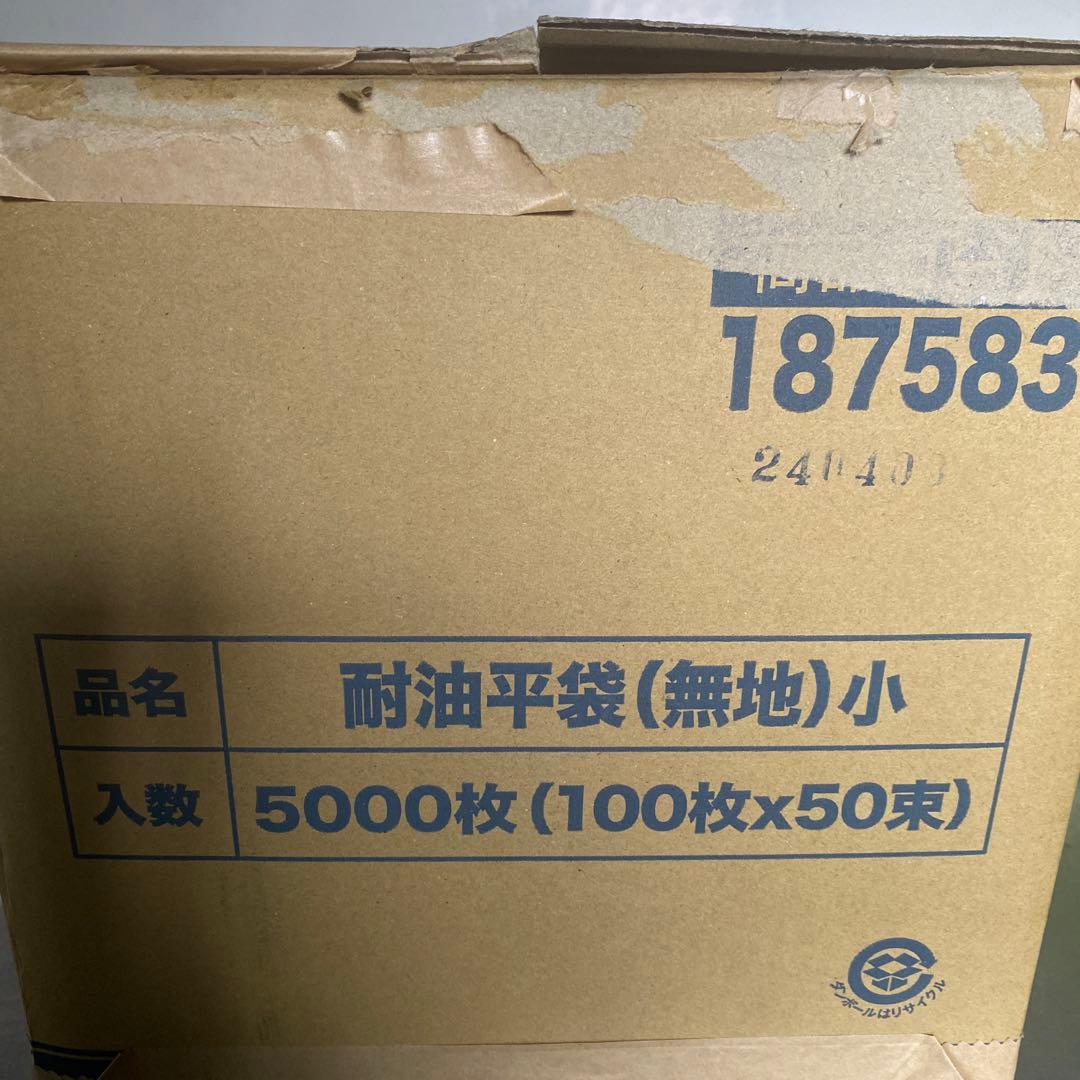 187583
品名
耐油平袋(無地)小
入数
5000枚(100枚x50束)
ダンボールはリサイクル